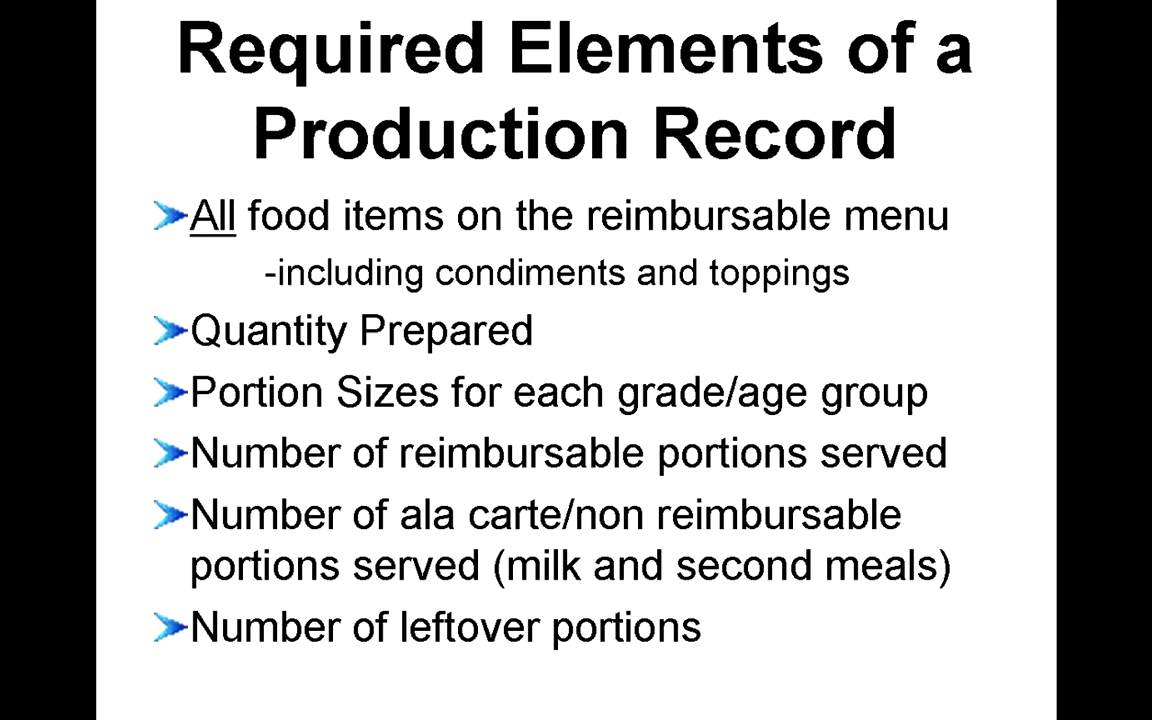 Required Elements of a
Production Record
All food items on the reimbursable menu
-including condiments and toppings
Quantity Prepared
Portion Sizes for each grade/age group
Number of reimbursable portions served
Number of ala carte/non reimbursable
portions served (milk and second meals)
Number of leftover portions